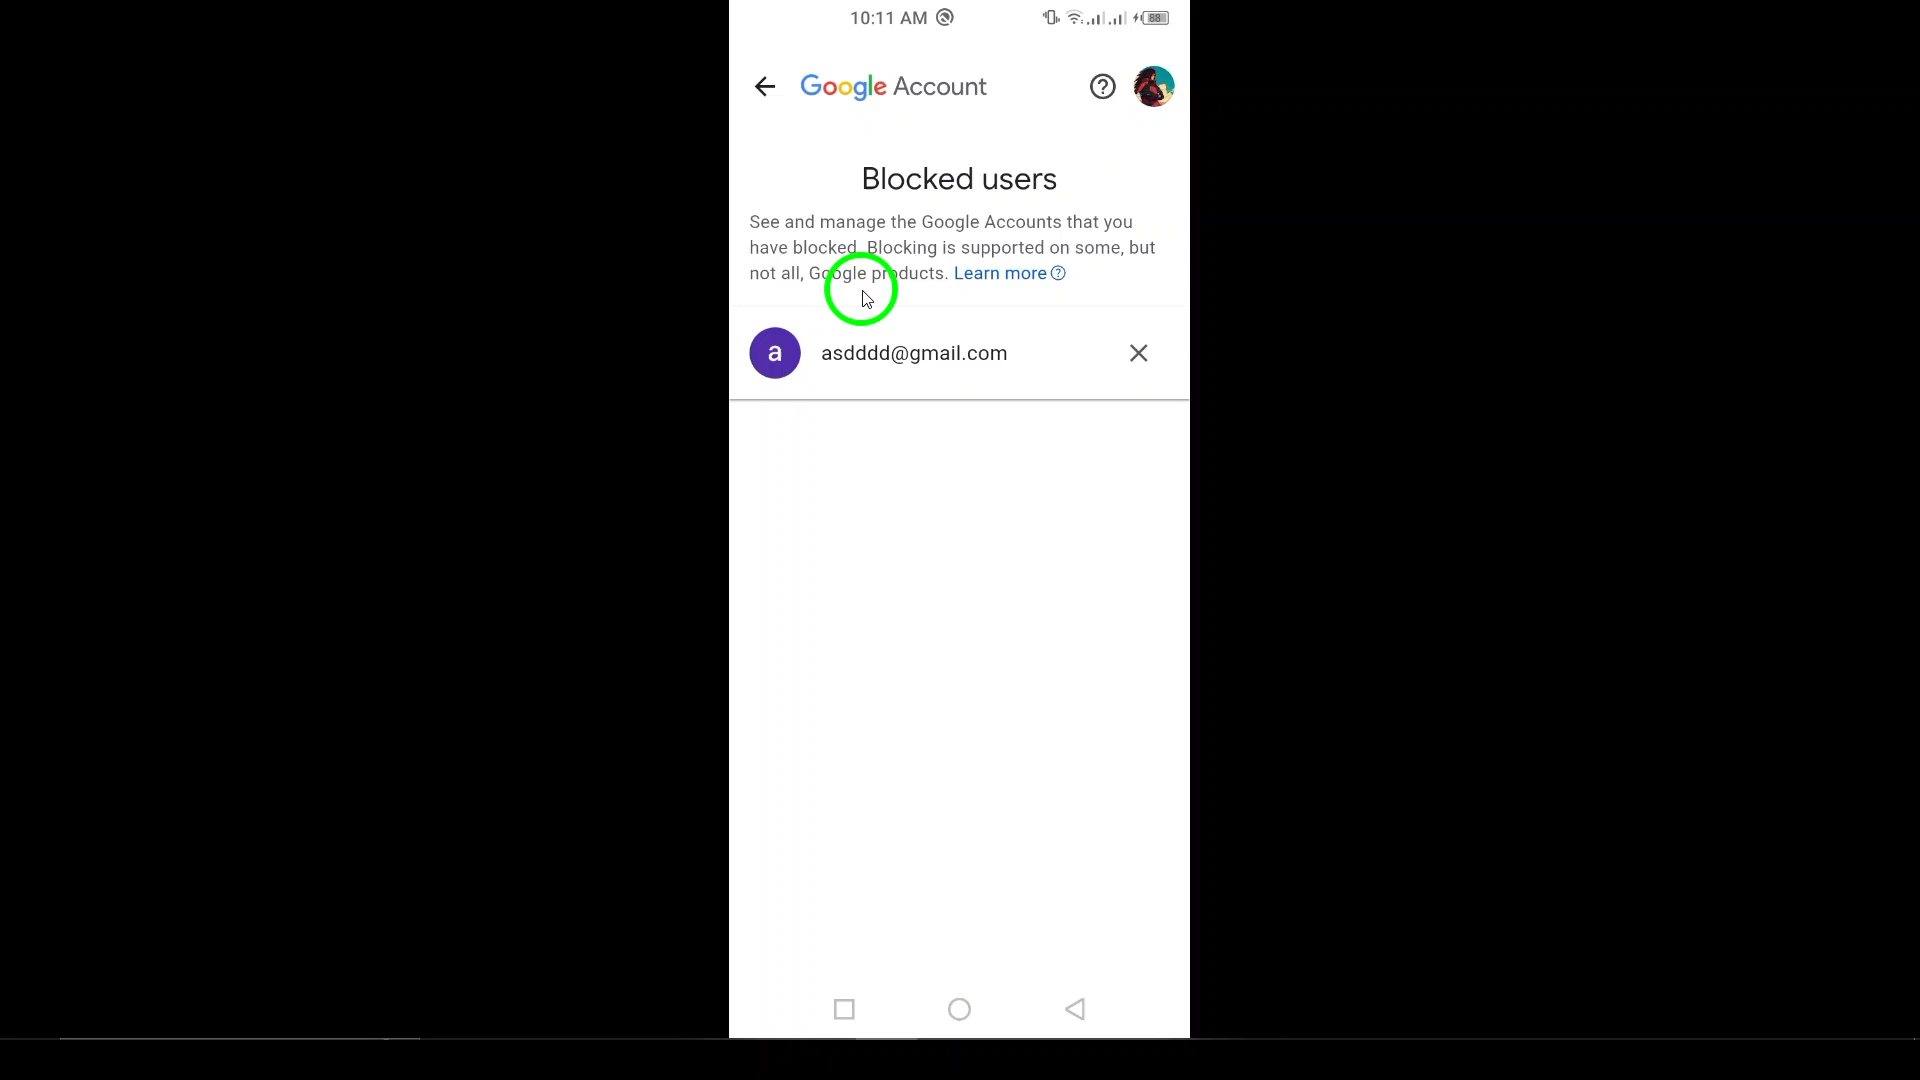 10:11 AM
88
Google Account
Blocked users
See and manage the Google Accounts that you
have blocked. Blocking is supported on some, but
not all, Google products. Learn more
a
asdddd@gmail.com